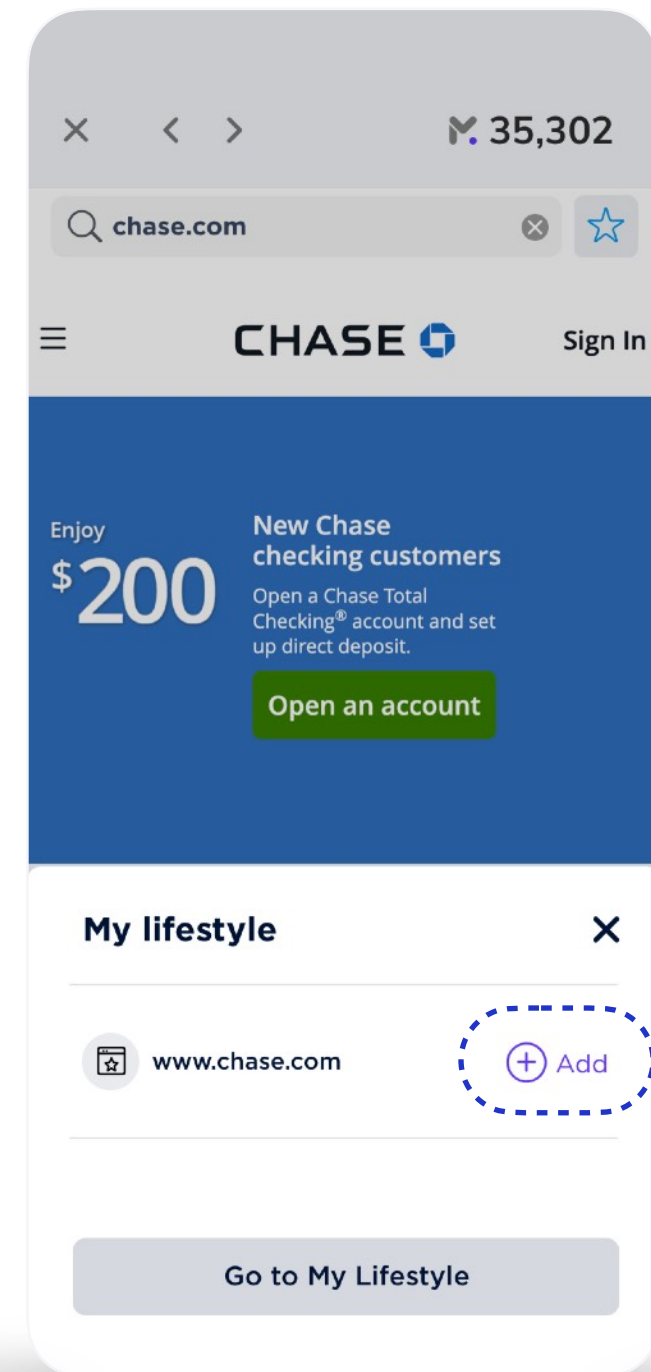 35,302
chase.com
CHASE
Sign In
Enjoy
$200
New Chase
checking customers
Open a Chase Total
Checking® account and set
up direct deposit.
Open an account
My lifestyle
www.chase.com
Add
Go to My Lifestyle